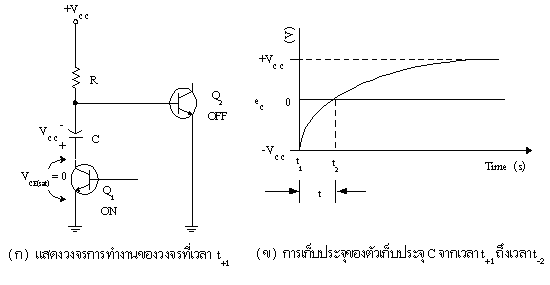 +Vcc
R
Q2
OFF
Vcc
-
+
C
VCE(sat) = 0
Q1
ON
(V)
+Vcc
ec
0
-Vcc
t1
t2
Time (s)
t
(ก) แสดงวงจรการทำงานของวงจรที่เวลา t+1
(ข) การเก็บประจุของตัวเก็บประจุ C จากเวลา t+1 ถึงเวลา t-2